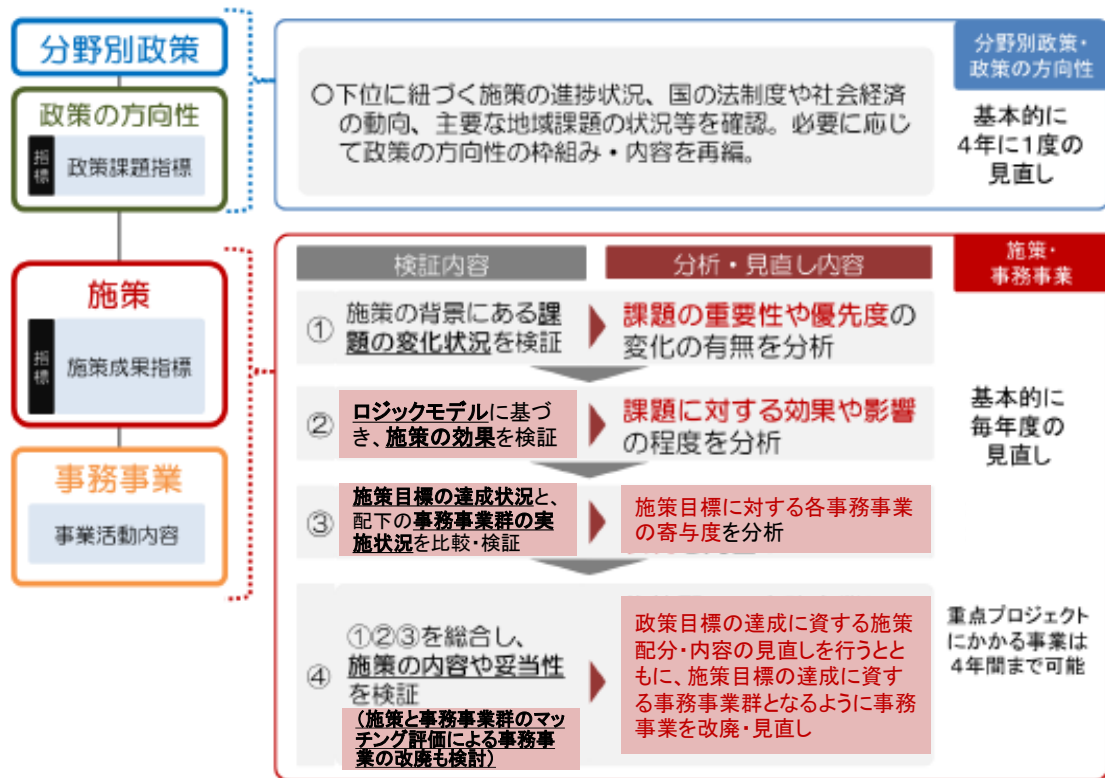 分野別政策
政策の方向性
指標
政策課題指標
施策
指標
施策成果指標
事務事業
事業活動内容
分野別政策・
政策の方向性
〇下位に紐づく施策の進捗状況、国の法制度や社会経済
の動向、主要な地域課題の状況等を確認。必要に応じ
て政策の方向性の枠組み・内容を再編。
基本的に
4年に1度の
見直し
施策・
事務事業
検証内容
分析・見直し内容
①
施策の背景にある課
題の変化状況を検証
課題の重要性や優先度の
変化の有無を分析
②
ロジックモデルに基づ
き、施策の効果を検証
課題に対する効果や影響
の程度を分析
基本的に
毎年度の
見直し
③
施策目標の達成状況と、
配下の事務事業群の実
施状況を比較・検証
施策目標に対する各事務事業
の寄与度を分析
④
①②③を総合し、
施策の内容や妥当性
を検証
(施策と事務事業群のマッ
チング評価による事務事
業の改廃も検討)
政策目標の達成に資する施策
配分・内容の見直しを行うとと
もに、施策目標の達成に資す
る事務事業群となるように事務
事業を改廃・見直し
重点プロジェクト
にかかる事業は
4年間まで可能